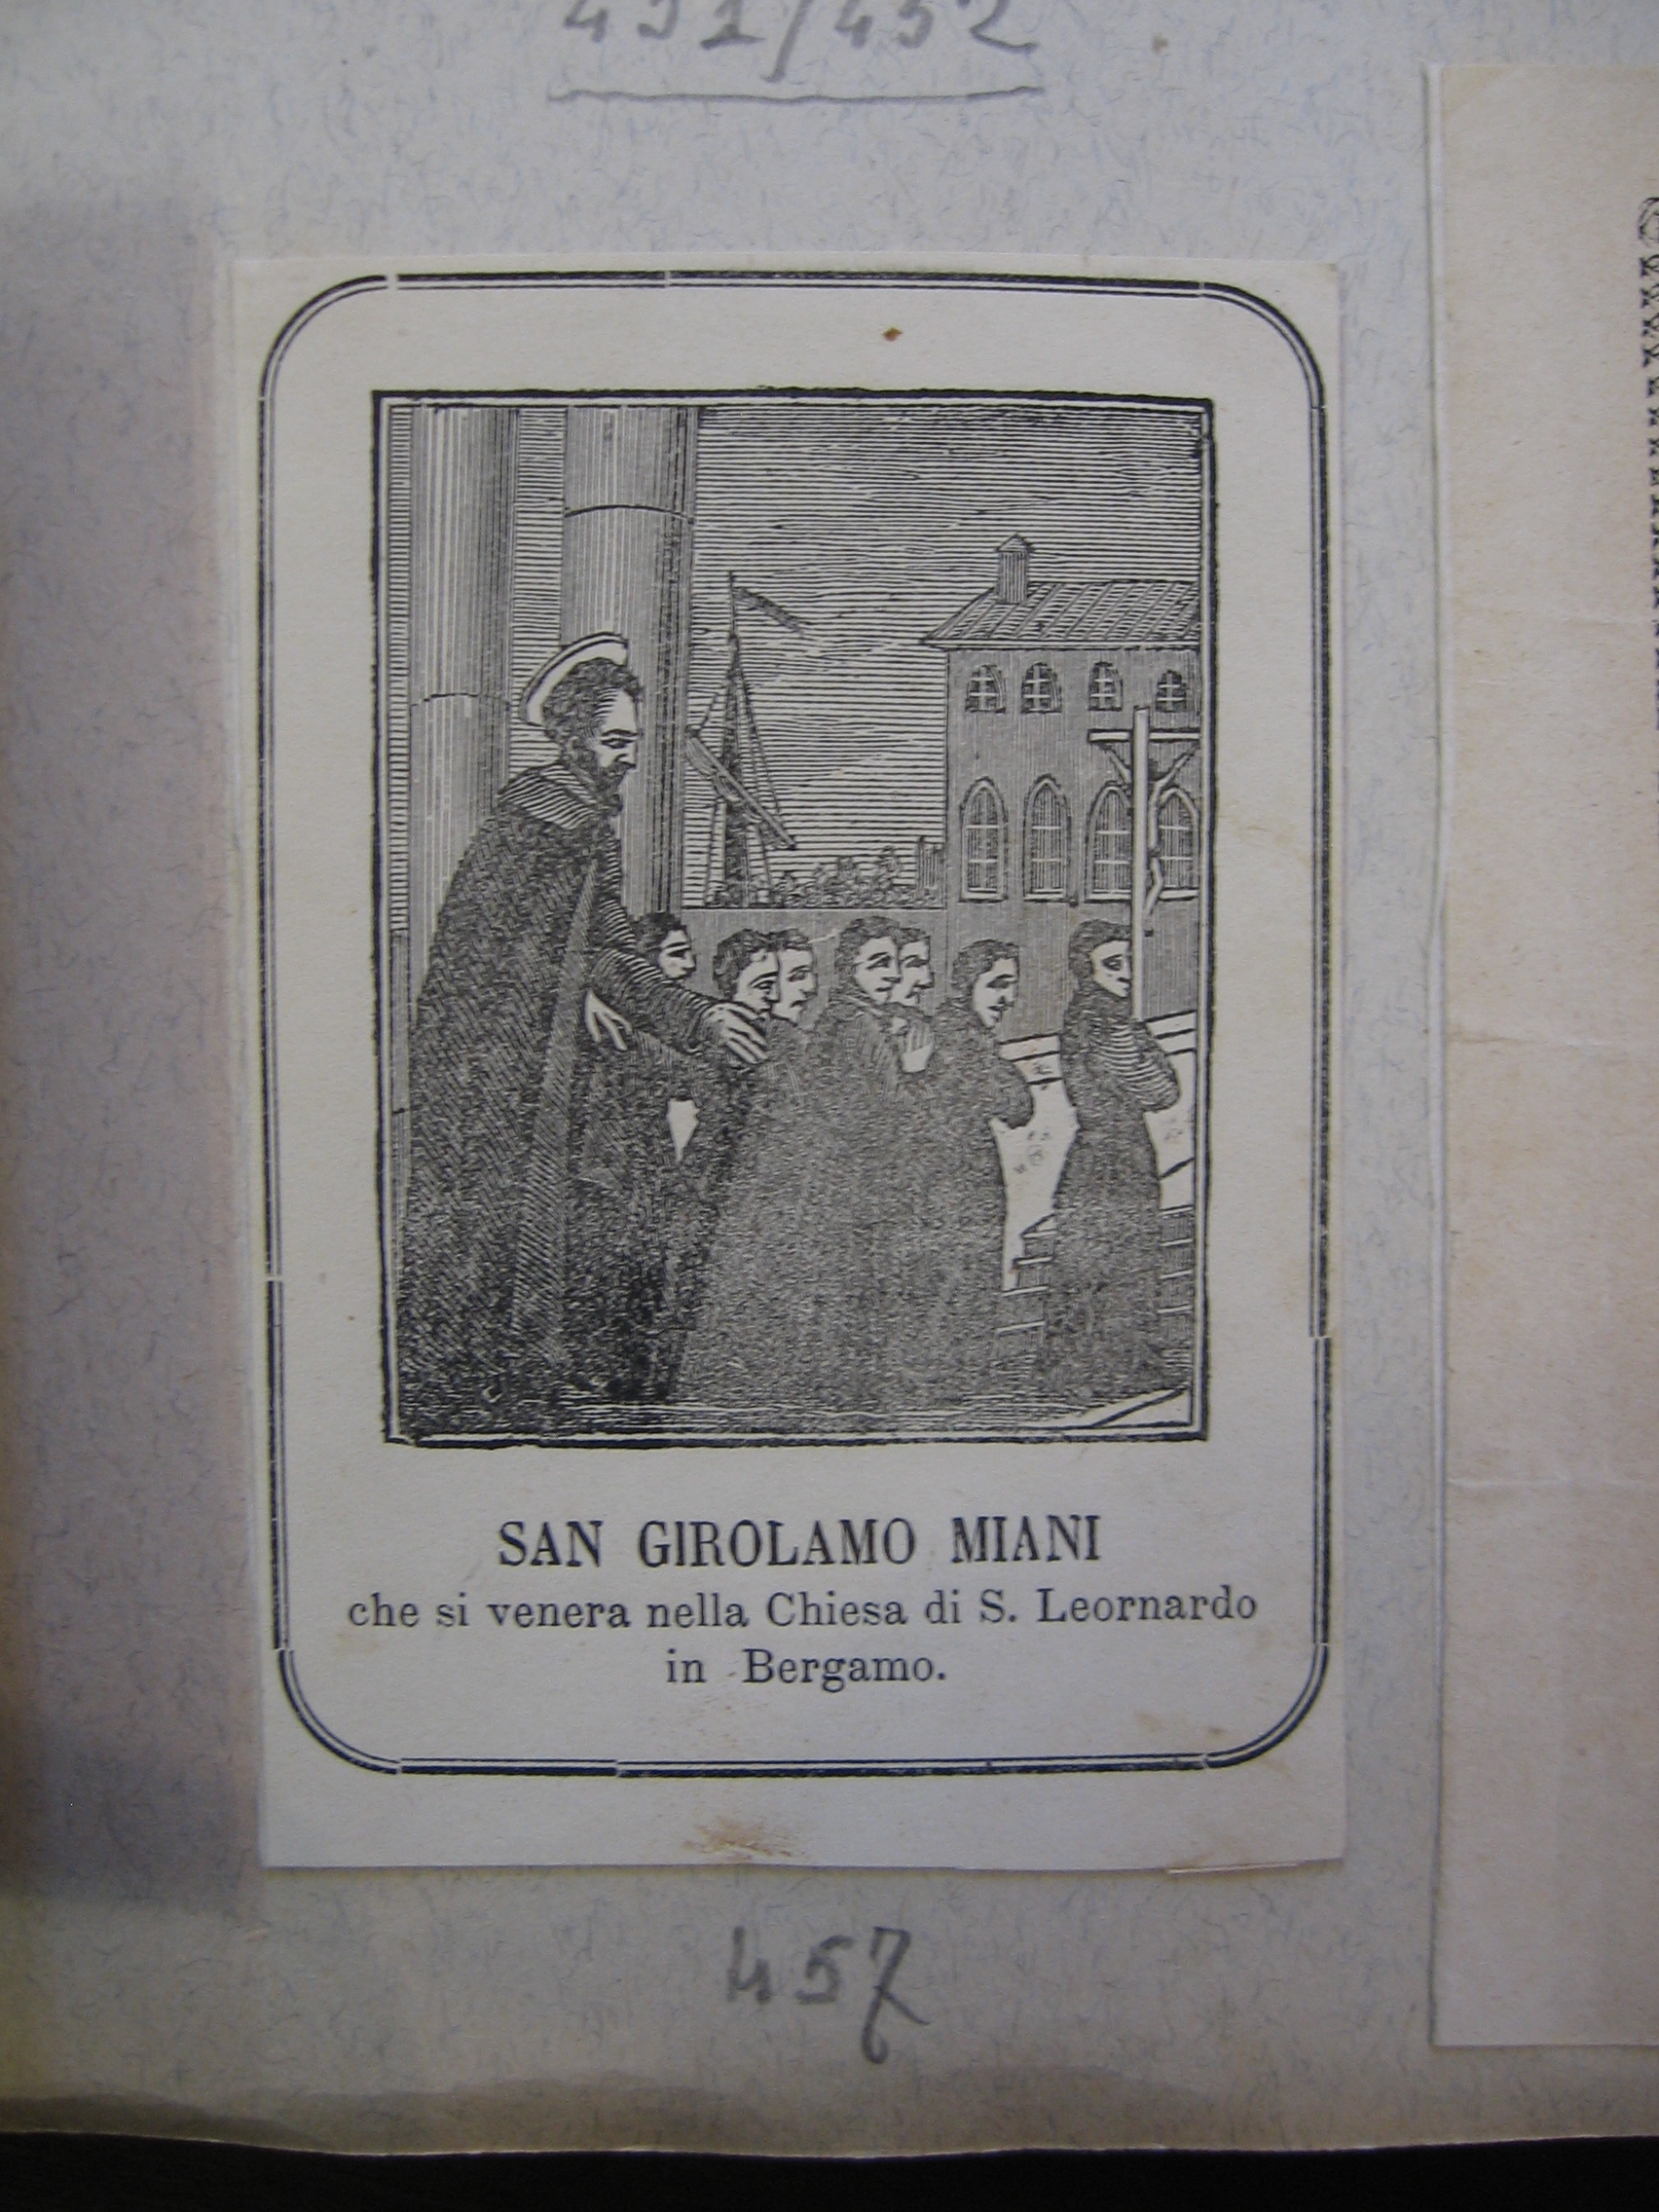 451/452
SAN GIROLAMO MIANI
che si venera nella Chiesa di S. Leornardo
in Bergamo.
457